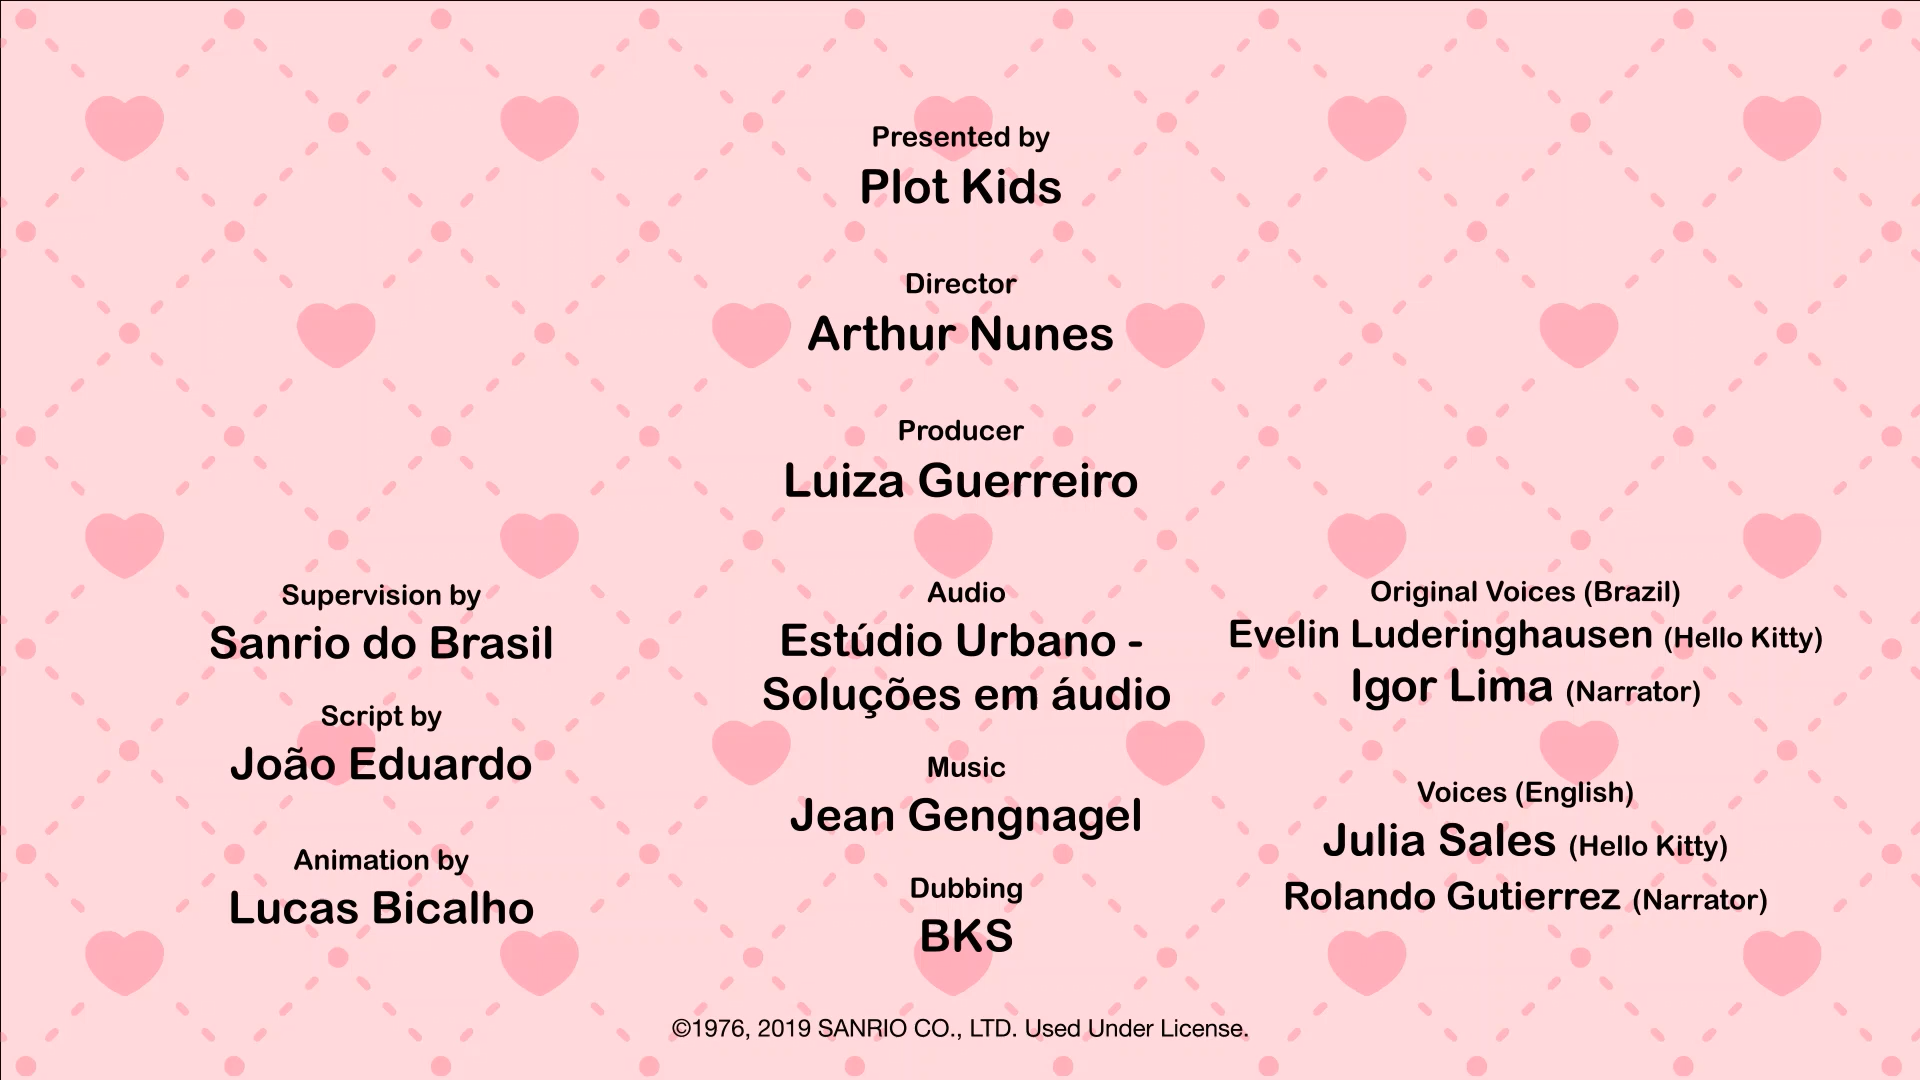 Presented by
Plot Kids
Director
Arthur Nunes
Producer
Luiza Guerreiro
Supervision by
Sanrio do Brasil
Script by
João Eduardo
Animation by
Lucas Bicalho
Audio
Estúdio Urbano -
Soluções em áudio
Music
Jean Gengnagel
Dubbing
BKS
Original Voices (Brazil)
Evelin Luderinghausen (Hello Kitty)
Igor Lima (Narrator)
Voices (English)
Julia Sales (Hello Kitty)
Rolando Gutierrez (Narrator)
©1976, 2019 SANRIO CO., LTD. Used Under License.